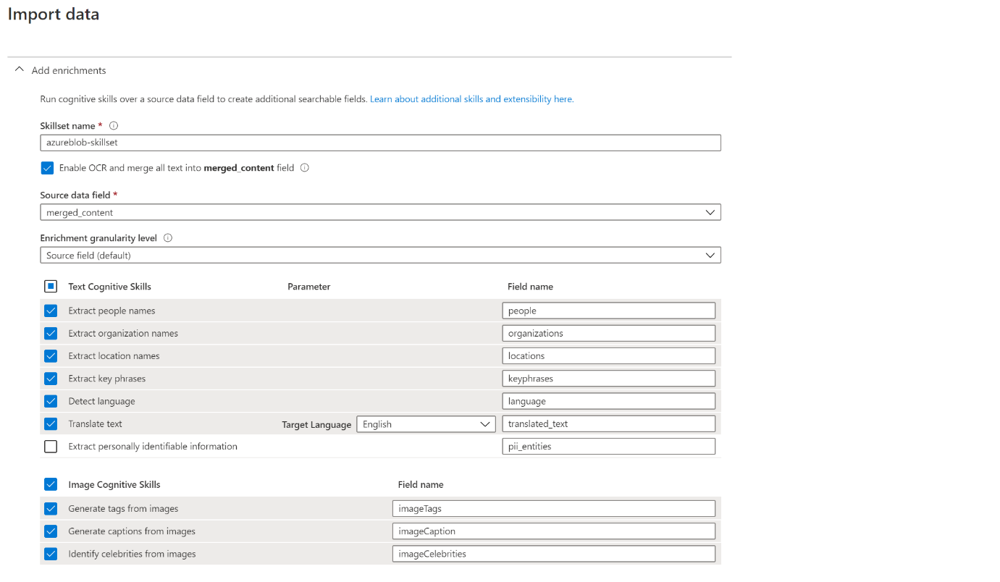 Import data
Add enrichments
Run cognitive skills over a source data field to create additional searchable fields. Learn about additional skills and extensibility here.
Skillset name *
azureblob-skillset
Enable OCR and merge all text into merged_content field
Source data field *
merged_content
Enrichment granularity level
Source field (default)
Text Cognitive Skills Parameter Field name
Extract people names people
Extract organization names organizations
Extract location names locations
Extract key phrases keyphrases
Detect language language
Translate text Target Language English translated_text
Extract personally identifiable information pii_entities
Image Cognitive Skills Field name
Generate tags from images imageTags
Generate captions from images imageCaption
Identify celebrities from images imageCelebrities